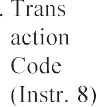 . Trans
action
Code
(Instr. 8)